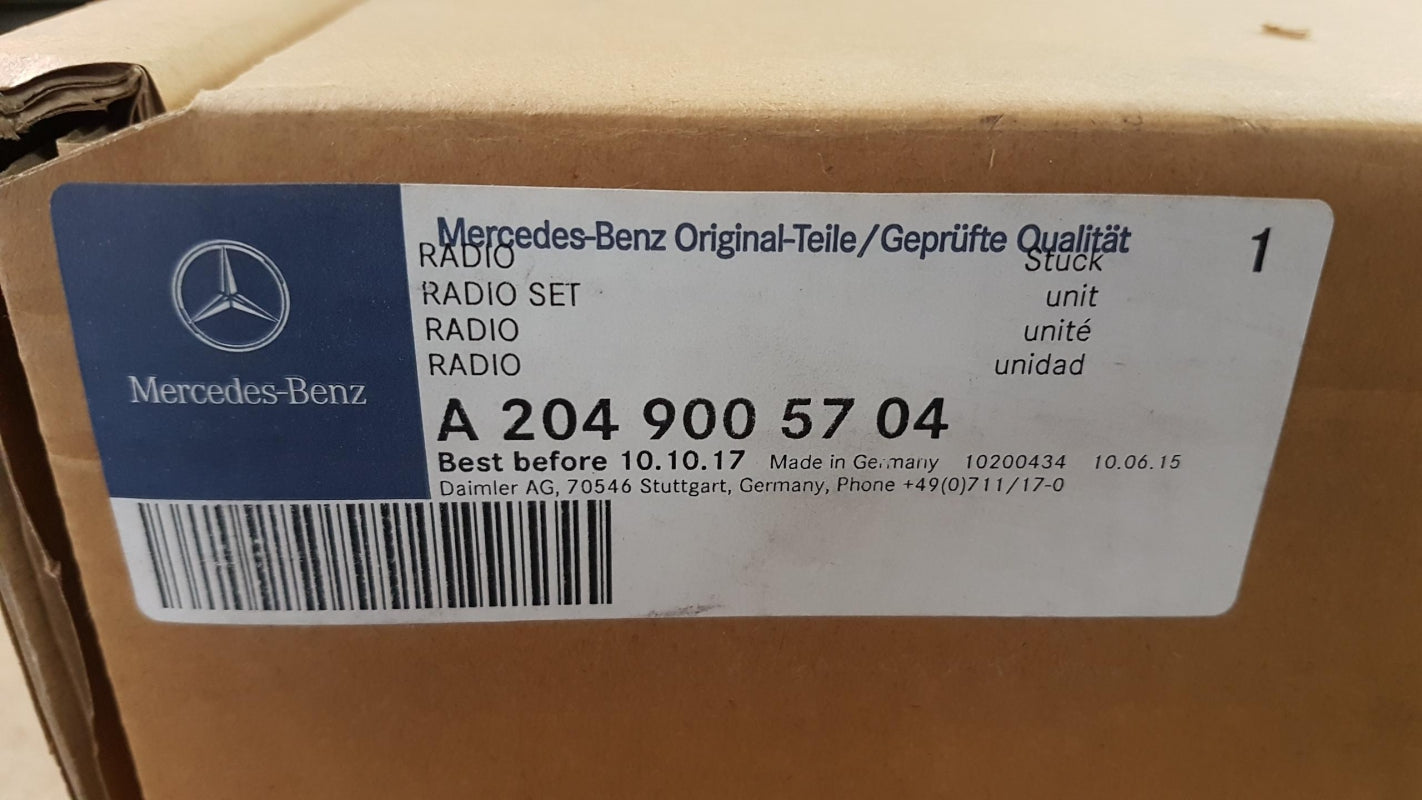 Mercedes-Benz
Mercedes-Benz Original-Teile/Geprüfte Qualität
RADIO Stück 1
RADIO SET unit
RADIO unité
RADIO unidad
A 204 900 57 04
Best before 10.10.17 Made in Germany 10200434 10.06.15
Daimler AG, 70546 Stuttgart, Germany, Phone +49(0)711/17-0